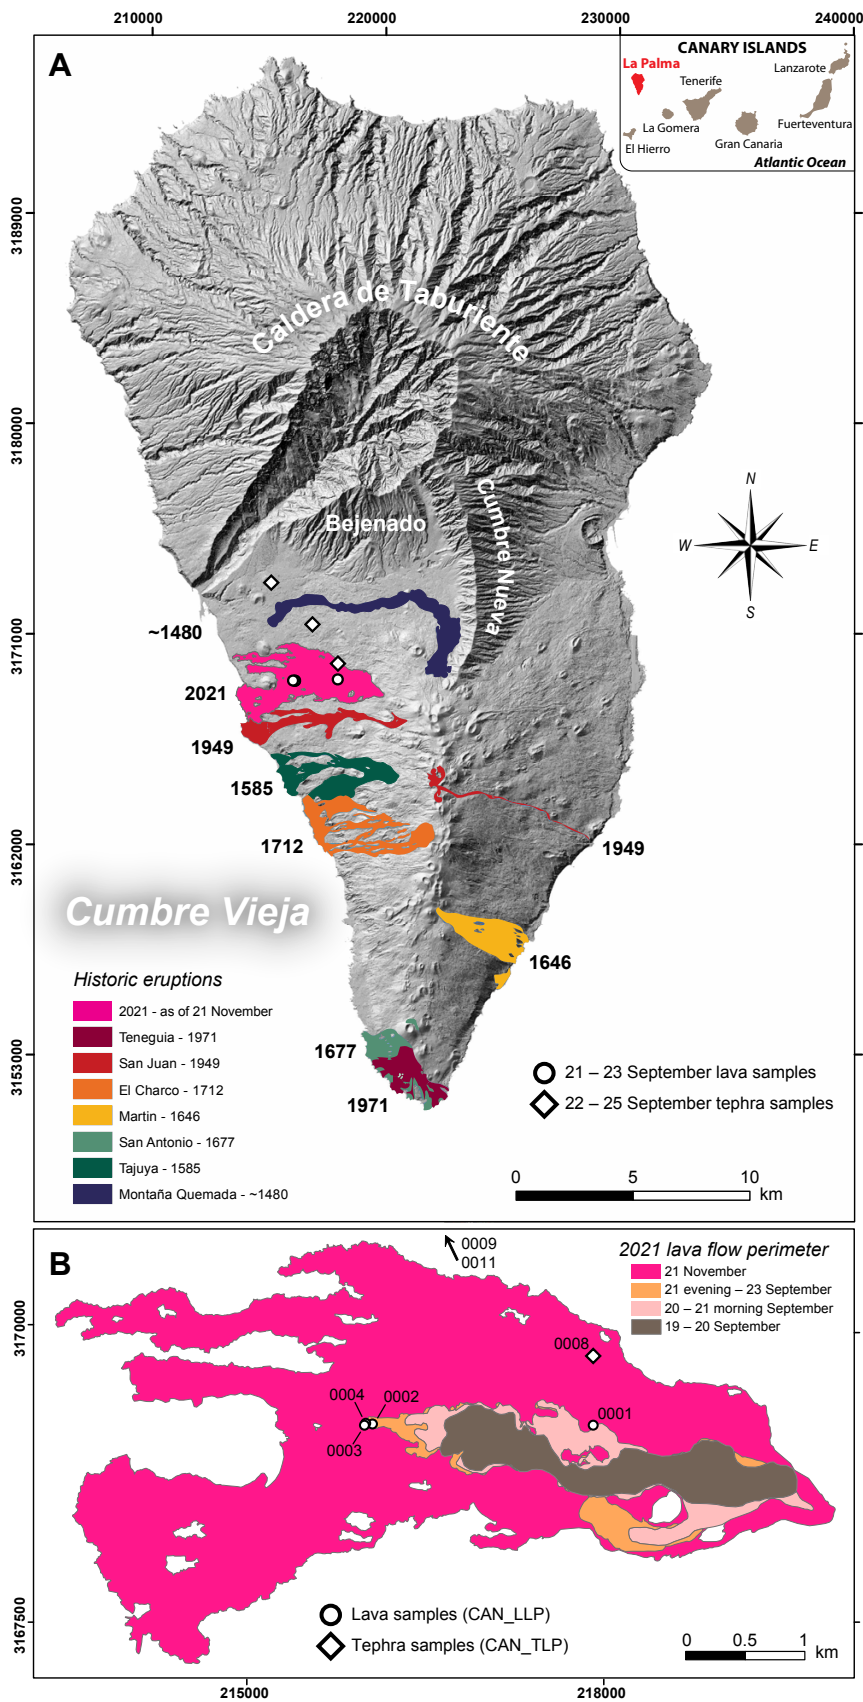 210000
220000
230000
240000
A
CANARY ISLANDS
La Palma
Lanzarote
Tenerife
La Gomera
Fuerteventura
El Hierro
Gran Canaria
Atlantic Ocean
3189000
3180000
3171000
3162000
3153000
Caldera de Taburiente
Bejenado
Cumbre Nueva
N
W
E
S
~1480
2021
1949
1585
1712
1949
Cumbre Vieja
1646
1677
1971
Historic eruptions
2021 - as of 21 November
Teneguia - 1971
San Juan - 1949
El Charco - 1712
Martin - 1646
San Antonio - 1677
Tajuya - 1585
Montaña Quemada - ~1480
21 – 23 September lava samples
22 – 25 September tephra samples
0
5
10
km
B
0009
0011
2021 lava flow perimeter
21 November
21 evening – 23 September
20 – 21 morning September
19 – 20 September
3170000
3167500
0008
0004
0002
0001
0003
Lava samples (CAN_LLP)
Tephra samples (CAN_TLP)
0
0.5
1
km
215000
218000